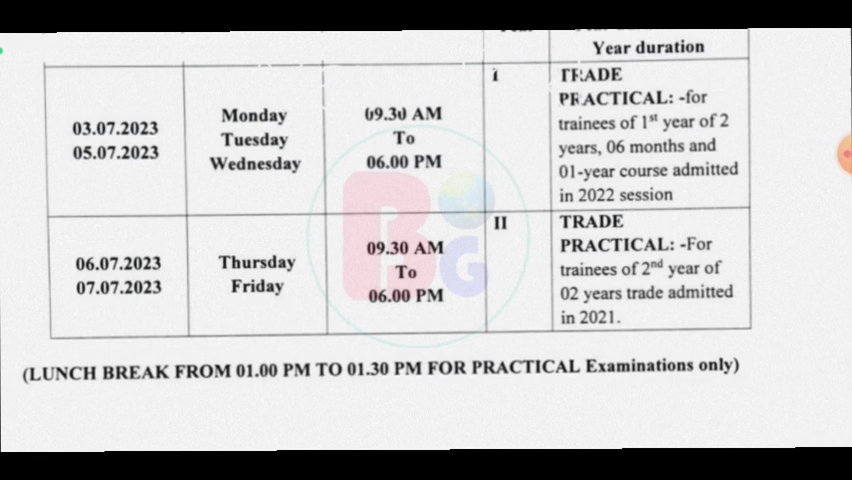 Year duration
03.07.2023
05.07.2023
Monday
Tuesday
Wednesday
09.30 AM
To
06.00 PM
I
TRADE
PRACTICAL: -for
trainees of 1st year of 2
years, 06 months and
01-year course admitted
in 2022 session
06.07.2023
07.07.2023
Thursday
Friday
09.30 AM
To
06.00 PM
II
TRADE
PRACTICAL: -For
trainees of 2nd year of
02 years trade admitted
in 2021.
(LUNCH BREAK FROM 01.00 PM TO 01.30 PM FOR PRACTICAL Examinations only)
B
G